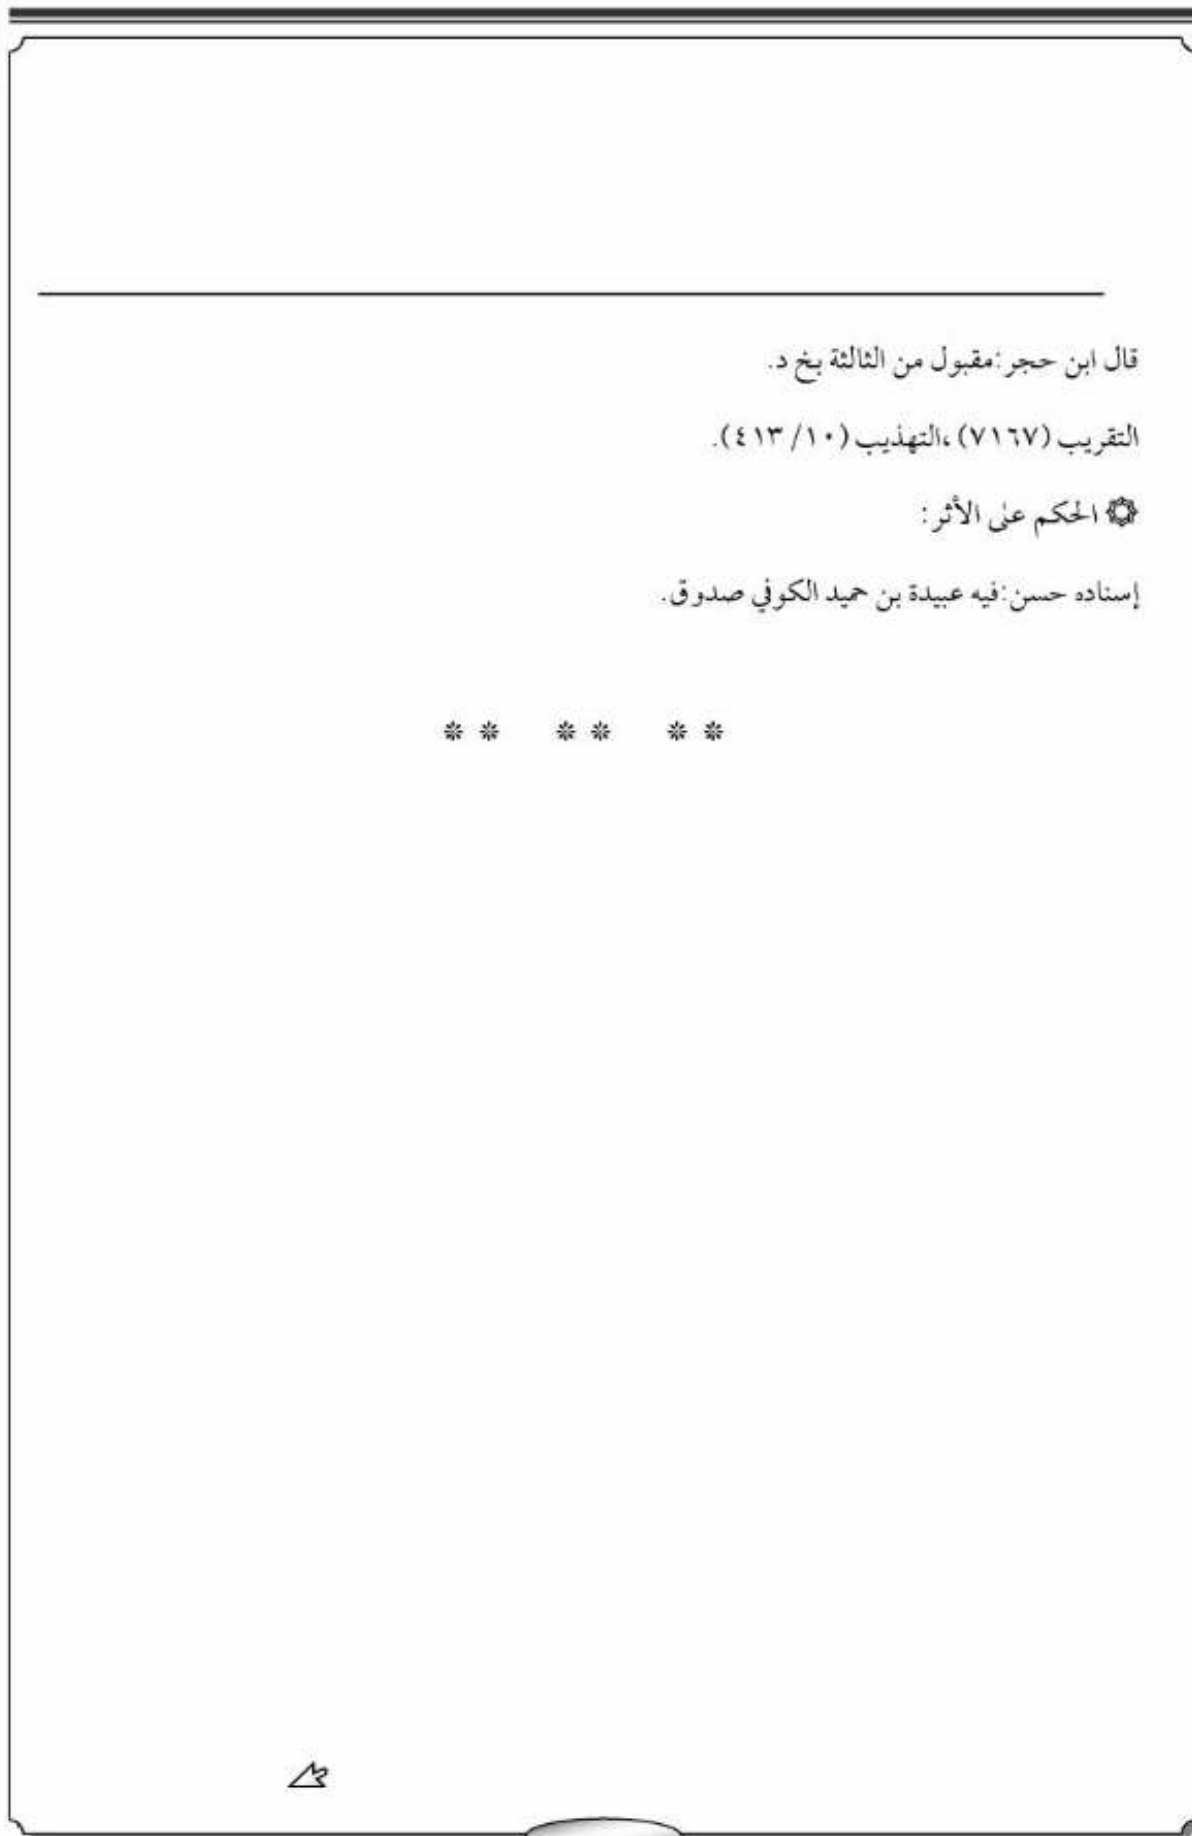 قال ابن حجر:مقبول من الثالثة بخ د.
التقريب (٧١٦٧) ،التهذيب (١٠/ ٤١٣).
۞ الحكم على الأثر:
إسناده حسن:فيه عبيدة بن حميد الكوفي صدوق.
** ** **